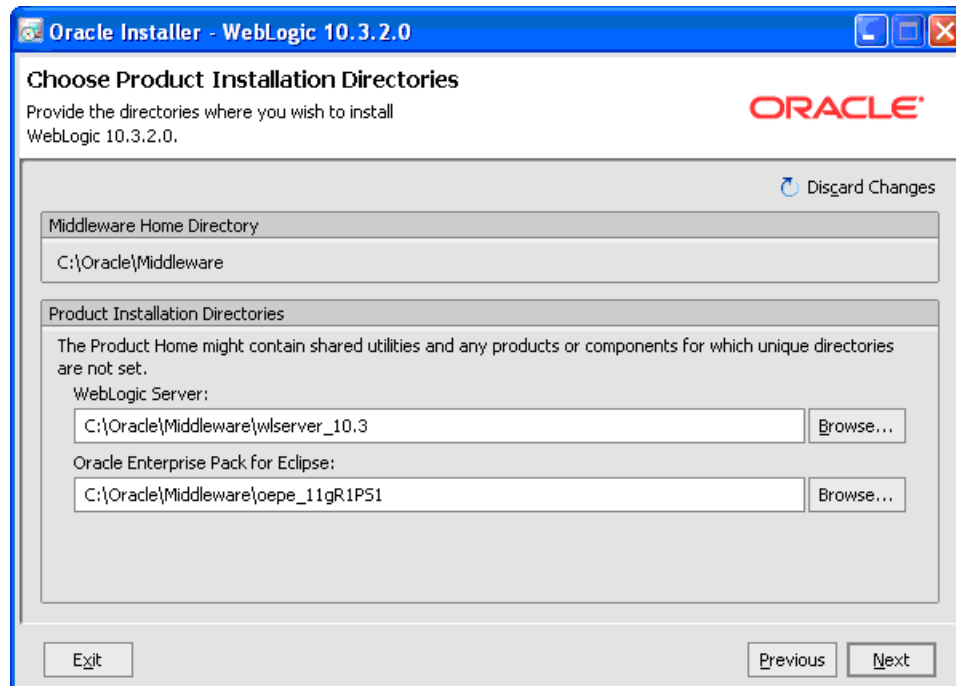 Oracle Installer - WebLogic 10.3.2.0
Choose Product Installation Directories
Provide the directories where you wish to install
WebLogic 10.3.2.0.
ORACLE
Discard Changes
Middleware Home Directory
C:\Oracle\Middleware
Product Installation Directories
The Product Home might contain shared utilities and any products or components for which unique directories
are not set.
WebLogic Server:
C:\Oracle\Middleware\wlserver_10.3
Browse...
Oracle Enterprise Pack for Eclipse:
C:\Oracle\Middleware\oepe_11gR1PS1
Browse...
Exit
Previous
Next